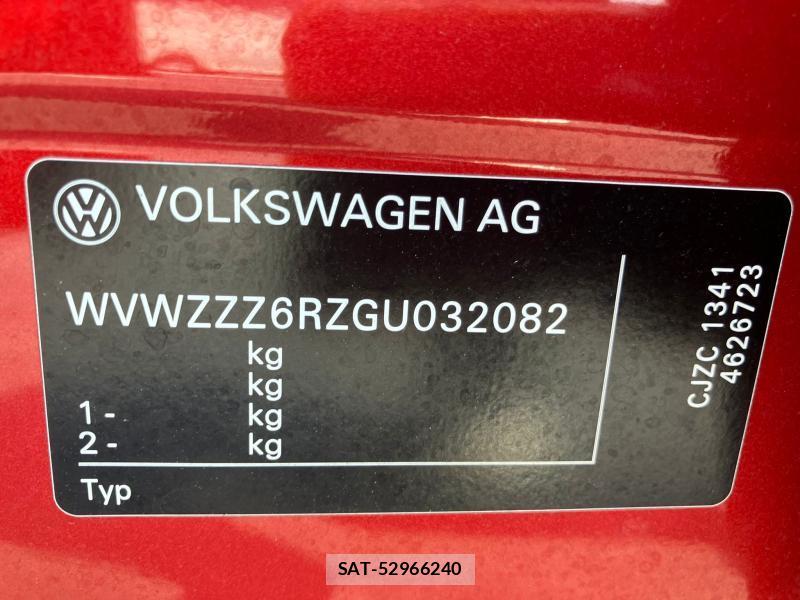 VOLKSWAGEN AG
WVWZZZ6RZGU032082
kg
kg
1 - kg
2 - kg
Typ
CJZC 1341
4626723
SAT-52966240